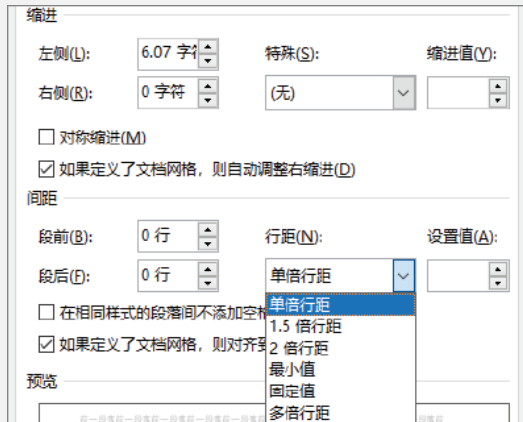 缩进
左侧(L): 6.07 字符 特殊(S): 缩进值(Y):
右侧(R): 0 字符 (无)
对称缩进(M)
如果定义了文档网格，则自动调整右缩进(D)
间距
段前(B): 0 行 行距(N): 设置值(A):
段后(F): 0 行 单倍行距
单倍行距
在相同样式的段落间不添加空格
1.5 倍行距
如果定义了文档网格，则对齐到
2 倍行距
最小值
固定值
多倍行距
预览